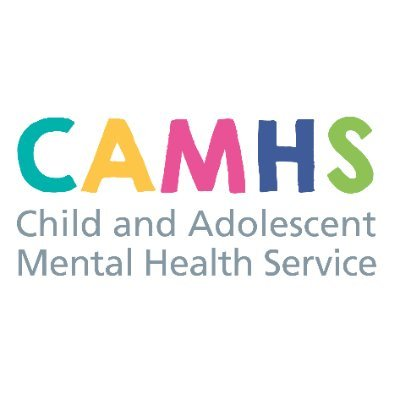 CAMHS
Child and Adolescent
Mental Health Service